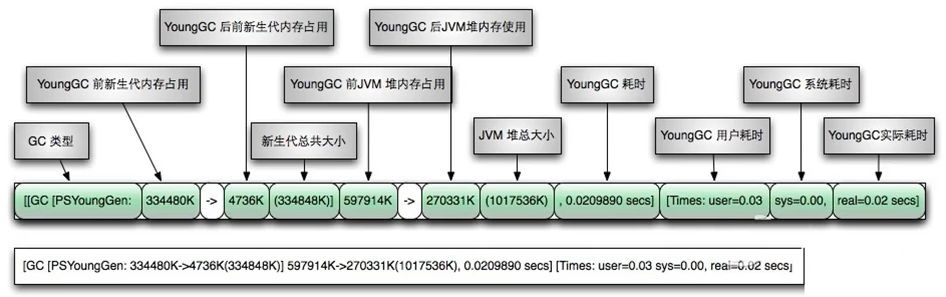 YoungGC 后前新生代内存占用
YoungGC 后JVM堆内存使用
YoungGC 前新生代内存占用
YoungGC 前JVM 堆内存占用
YoungGC 耗时
YoungGC 系统耗时
GC 类型
新生代总共大小
JVM 堆总大小
YoungGC 用户耗时
YoungGC实际耗时
[[GC [PSYoungGen: 334480K -> 4736K (334848K)] 597914K -> 270331K (1017536K) , 0.0209890 secs] [Times: user=0.03 sys=0.00, real=0.02 secs]
[GC [PSYoungGen: 334480K->4736K(334848K)] 597914K->270331K(1017536K), 0.0209890 secs] [Times: user=0.03 sys=0.00, real=0.02 secs]